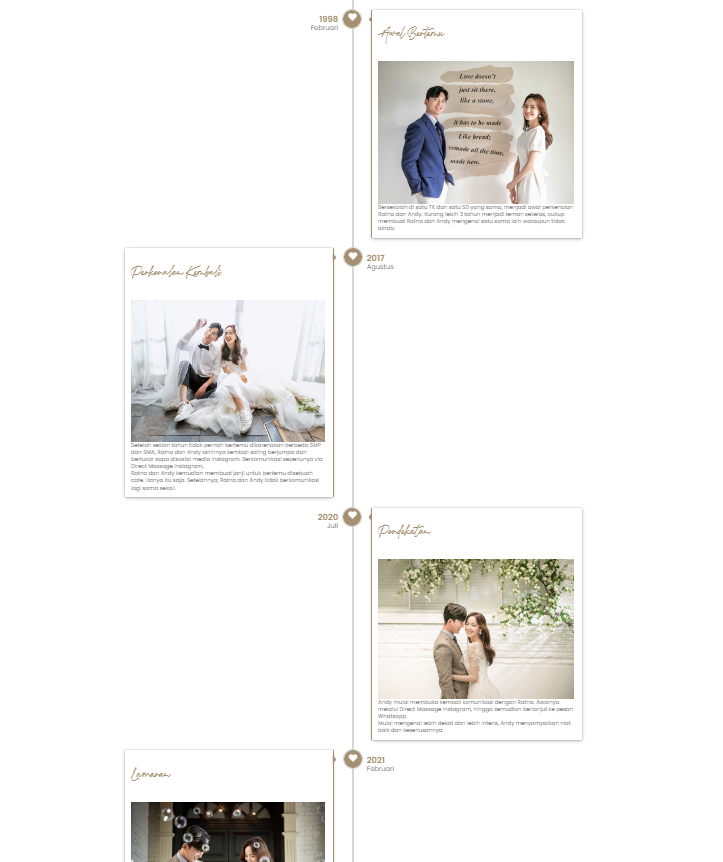 1998
Februari
Awal Bertemu
Love doesn't
just sit there,
like a stone,
it has to be made
Like bread;
remade all the time,
made new.
Bersekolah di satu TK dan satu SD yang sama, menjadi awal perkenalan
Ratna dan Andy. Kurang lebih 3 tahun menjadi teman sekelas, cukup
membuat Ratna dan Andy mengenal satu sama lain walaupun tidak
akrab.
2017
Agustus
Perkenalan Kembali
Setelah sekian tahun tidak pernah bertemu dikarenakan berbeda SMP
dan SMA, Ratna dan Andy akhirnya kembali saling berjumpa dan
bertukar sapa disosial media Instagram. Berkomunikasi seperlunya via
Direct Massage Instagram,
Ratna dan Andy kemudian membuat janji untuk bertemu disebuah
cafe. Hanya itu saja. Setelahnya, Ratna dan Andy tidak berkomunikasi
lagi sama sekali.
2020
Juli
Pendekatan
Andy mulai membuka kembali komunikasi dengan Ratna. Awalnya
melalui Direct Massage Instagram, hingga kemudian berlanjut ke pesan
Whatsapp.
Mulai mengenal lebih dekat dan lebih intens, Andy menyampaikan niat
baik dan keseriusannya.
2021
Februari
Lamaran